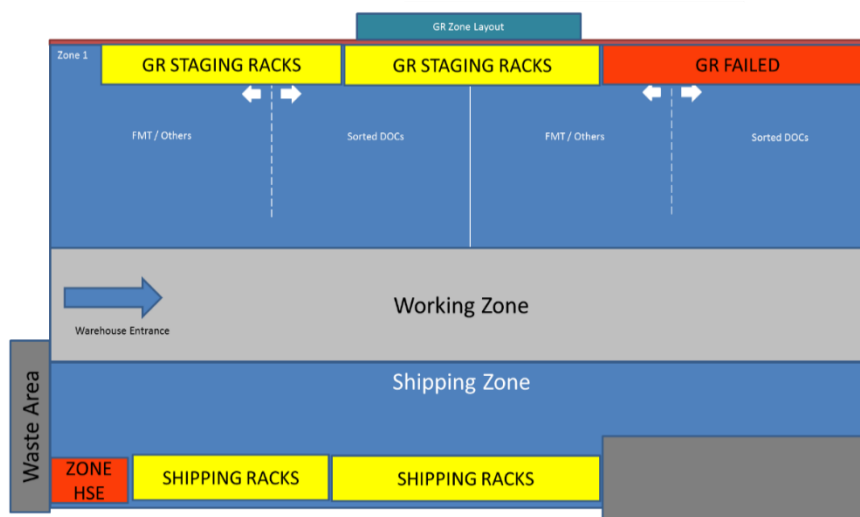 GR Zone Layout
Zone 1
GR STAGING RACKS
GR STAGING RACKS
GR FAILED
FMT / Others
Sorted DOCs
FMT / Others
Sorted DOCs
Working Zone
Warehouse Entrance
Shipping Zone
Waste Area
ZONE
HSE
SHIPPING RACKS
SHIPPING RACKS